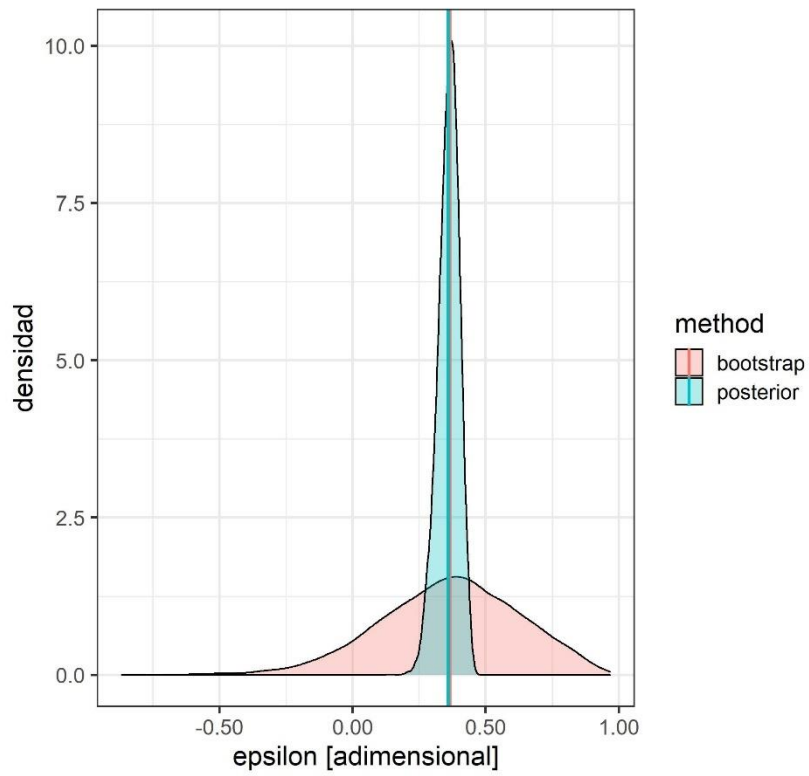 10.0
7.5
5.0
2.5
0.0
densidad
-0.50
0.00
0.50
1.00
epsilon [adimensional]
method
bootstrap
posterior